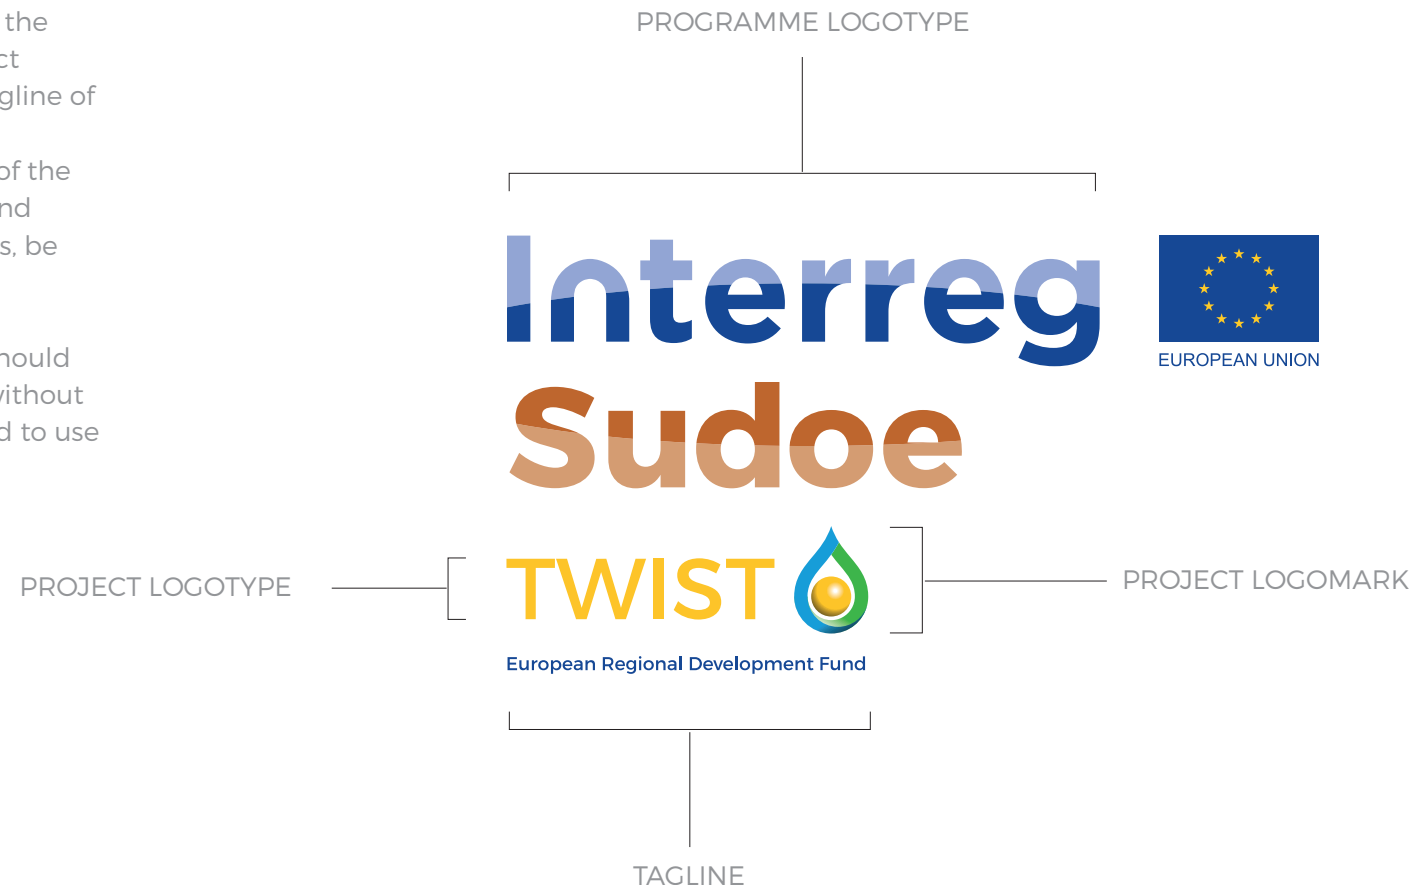 the
ct
gline of
of the
nd
s, be
hould
vithout
d to use
PROGRAMME LOGOTYPE
Interreg
Sudoe
EUROPEAN UNION
PROJECT LOGOTYPE
TWIST
PROJECT LOGOMARK
European Regional Development Fund
TAGLINE